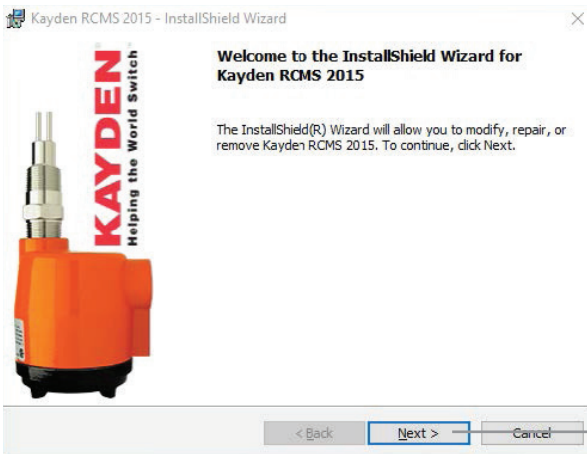 Kayden RCMS 2015 - InstallShield Wizard
KAYDEN
Helping the World Switch
Welcome to the InstallShield Wizard for
Kayden RCMS 2015
The InstallShield(R) Wizard will allow you to modify, repair, or
remove Kayden RCMS 2015. To continue, click Next.
< Back
Next >
Cancel